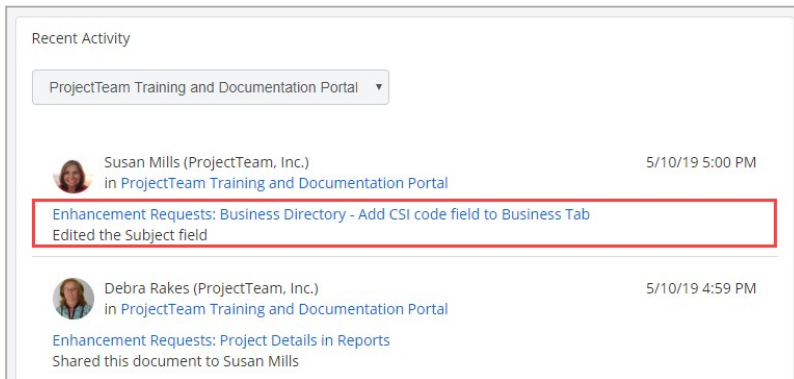 Recent Activity
ProjectTeam Training and Documentation Portal
Susan Mills (ProjectTeam, Inc.) 5/10/19 5:00 PM
in ProjectTeam Training and Documentation Portal
Enhancement Requests: Business Directory - Add CSI code field to Business Tab
Edited the Subject field
Debra Rakes (ProjectTeam, Inc.) 5/10/19 4:59 PM
in ProjectTeam Training and Documentation Portal
Enhancement Requests: Project Details in Reports
Shared this document to Susan Mills